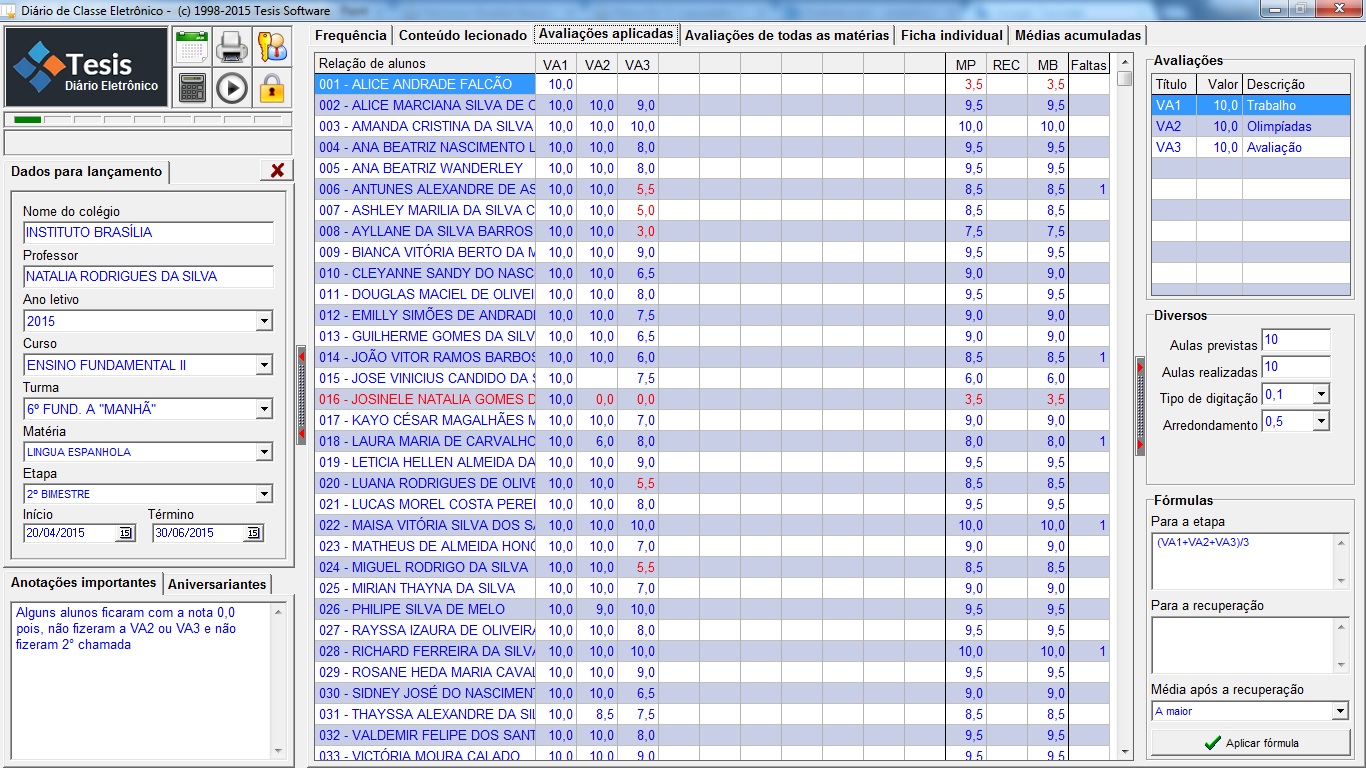 Diário de Classe Eletrônico - (c) 1998-2015 Tesis Software
Tesis
Diário Eletrônico
Dados para lançamento
Nome do colégio
INSTITUTO BRASÍLIA
Professor
NATALIA RODRIGUES DA SILVA
Ano letivo
2015
Curso
ENSINO FUNDAMENTAL II
Turma
6º FUND. A "MANHÃ"
Matéria
LINGUA ESPANHOLA
Etapa
2º BIMESTRE
Início Término
20/04/2015 15 30/06/2015 15
Anotações importantes Aniversariantes
Alguns alunos ficaram com a nota 0,0
pois, não fizeram a VA2 ou VA3 e não
fizeram 2° chamada
Frequência Conteúdo lecionado Avaliações aplicadas Avaliações de todas as matérias Ficha individual Médias acumuladas
Relação de alunos VA1 VA2 VA3 MP REC MB Faltas
001 - ALICE ANDRADE FALCÃO 10,0 3,5 3,5
002 - ALICE MARCIANA SILVA DE C 10,0 10,0 9,0 9,5 9,5
003 - AMANDA CRISTINA DA SILVA 10,0 10,0 10,0 10,0 10,0
004 - ANA BEATRIZ NASCIMENTO L 10,0 10,0 8,0 9,5 9,5
005 - ANA BEATRIZ WANDERLEY 10,0 10,0 8,0 9,5 9,5
006 - ANTUNES ALEXANDRE DE AS 10,0 10,0 5,5 8,5 8,5 1
007 - ASHLEY MARILIA DA SILVA C 10,0 10,0 5,0 8,5 8,5
008 - AYLLANE DA SILVA BARROS 10,0 10,0 3,0 7,5 7,5
009 - BIANCA VITÓRIA BERTO DA M 10,0 10,0 9,0 9,5 9,5
010 - CLEYANNE SANDY DO NASC 10,0 10,0 6,5 9,0 9,0
011 - DOUGLAS MACIEL DE OLIVEI 10,0 10,0 8,0 9,5 9,5
012 - EMILLY SIMÕES DE ANDRADI 10,0 10,0 7,5 9,0 9,0
013 - GUILHERME GOMES DA SILV 10,0 10,0 6,5 9,0 9,0
014 - JOÃO VITOR RAMOS BARBOS 10,0 10,0 6,0 8,5 8,5 1
015 - JOSE VINICIUS CANDIDO DA S 10,0 7,5 6,0 6,0
016 - JOSINELE NATALIA GOMES D 10,0 0,0 0,0 3,5 3,5
017 - KAYO CÉSAR MAGALHÃES M 10,0 10,0 7,0 9,0 9,0
018 - LAURA MARIA DE CARVALHO 10,0 6,0 8,0 8,0 8,0 1
019 - LETICIA HELLEN ALMEIDA DA 10,0 10,0 9,0 9,5 9,5
020 - LUANA RODRIGUES DE OLIVE 10,0 10,0 5,5 8,5 8,5
021 - LUCAS MOREL COSTA PEREI 10,0 10,0 8,0 9,5 9,5
022 - MAISA VITÓRIA SILVA DOS SA 10,0 10,0 10,0 10,0 10,0 1
023 - MATHEUS DE ALMEIDA HONÓ 10,0 10,0 7,0 9,0 9,0
024 - MIGUEL RODRIGO DA SILVA 10,0 10,0 5,5 8,5 8,5
025 - MIRIAN THAYNA DA SILVA 10,0 10,0 7,0 9,0 9,0
026 - PHILIPE SILVA DE MELO 10,0 9,0 10,0 9,5 9,5
027 - RAYSSA IZAURA DE OLIVEIRA 10,0 10,0 8,0 9,5 9,5
028 - RICHARD FERREIRA DA SILVA 10,0 10,0 10,0 10,0 10,0 1
029 - ROSANE HEDA MARIA CAVAL 10,0 10,0 9,0 9,5 9,5
030 - SIDNEY JOSÉ DO NASCIMENT 10,0 10,0 6,5 9,0 9,0
031 - THAYSSA ALEXANDRE DA SIL 10,0 8,5 7,5 8,5 8,5
032 - VALDEMIR FELIPE DOS SANT 10,0 10,0 8,0 9,5 9,5
033 - VICTÓRIA MOURA CALADO 10,0 10,0 9,0 9,5 9,5
Avaliações
Título Valor Descrição
VA1 10,0 Trabalho
VA2 10,0 Olimpíadas
VA3 10,0 Avaliação
Diversos
Aulas previstas 10
Aulas realizadas 10
Tipo de digitação 0,1
Arredondamento 0,5
Fórmulas
Para a etapa
(VA1+VA2+VA3)/3
Para a recuperação
Média após a recuperação
A maior
Aplicar fórmula